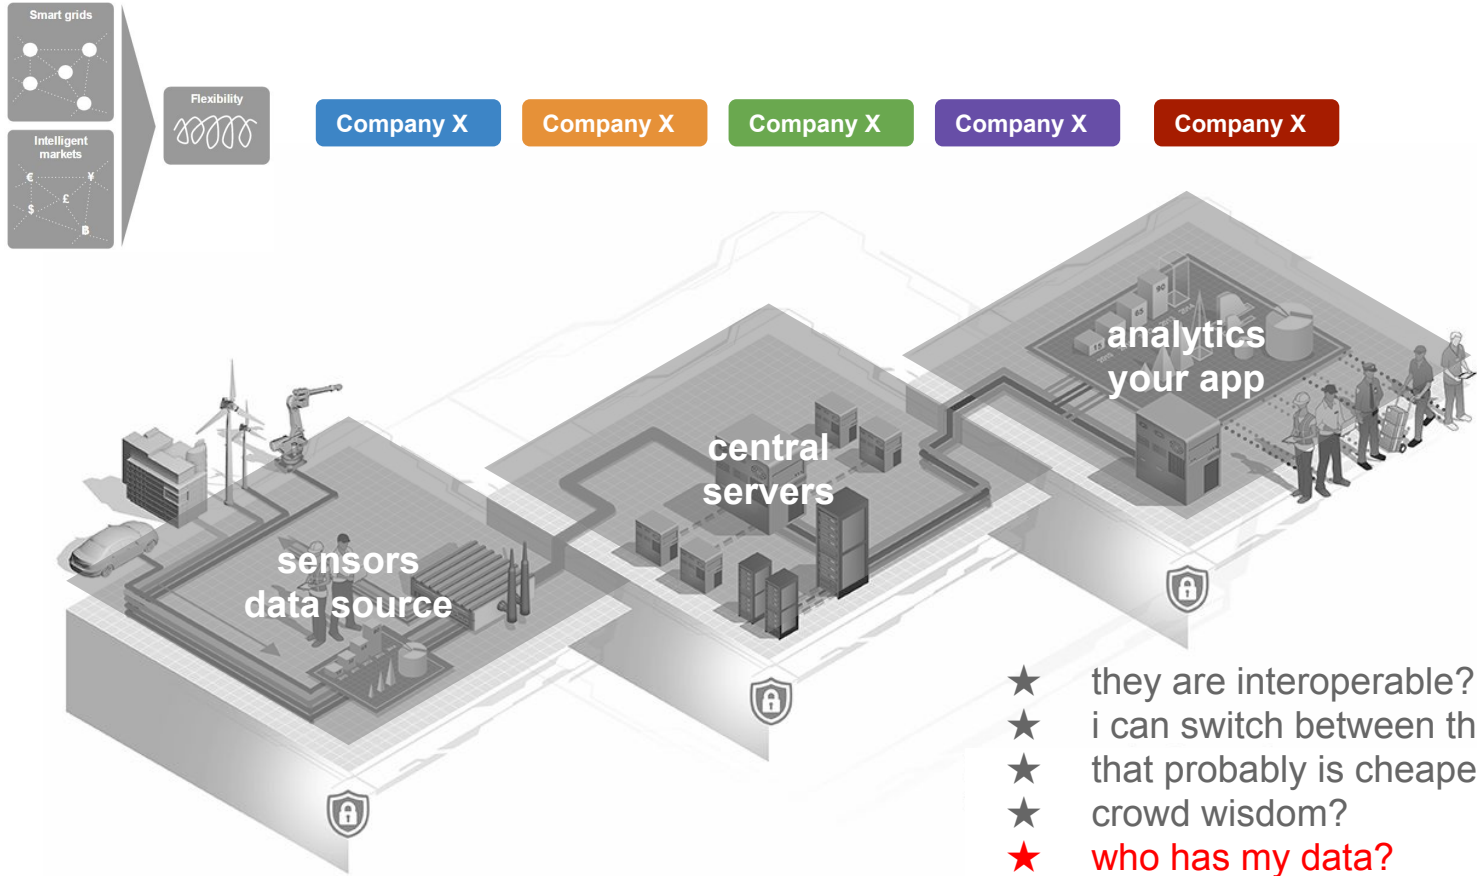 Smart grids
Flexibility
Intelligent
markets
€ ¥
£
$
B
Company X
Company X
Company X
Company X
Company X
analytics
your app
central
servers
sensors
data source
90
★ they are interoperable?
★ i can switch between th
★ that probably is cheape
★ crowd wisdom?
★ who has my data?